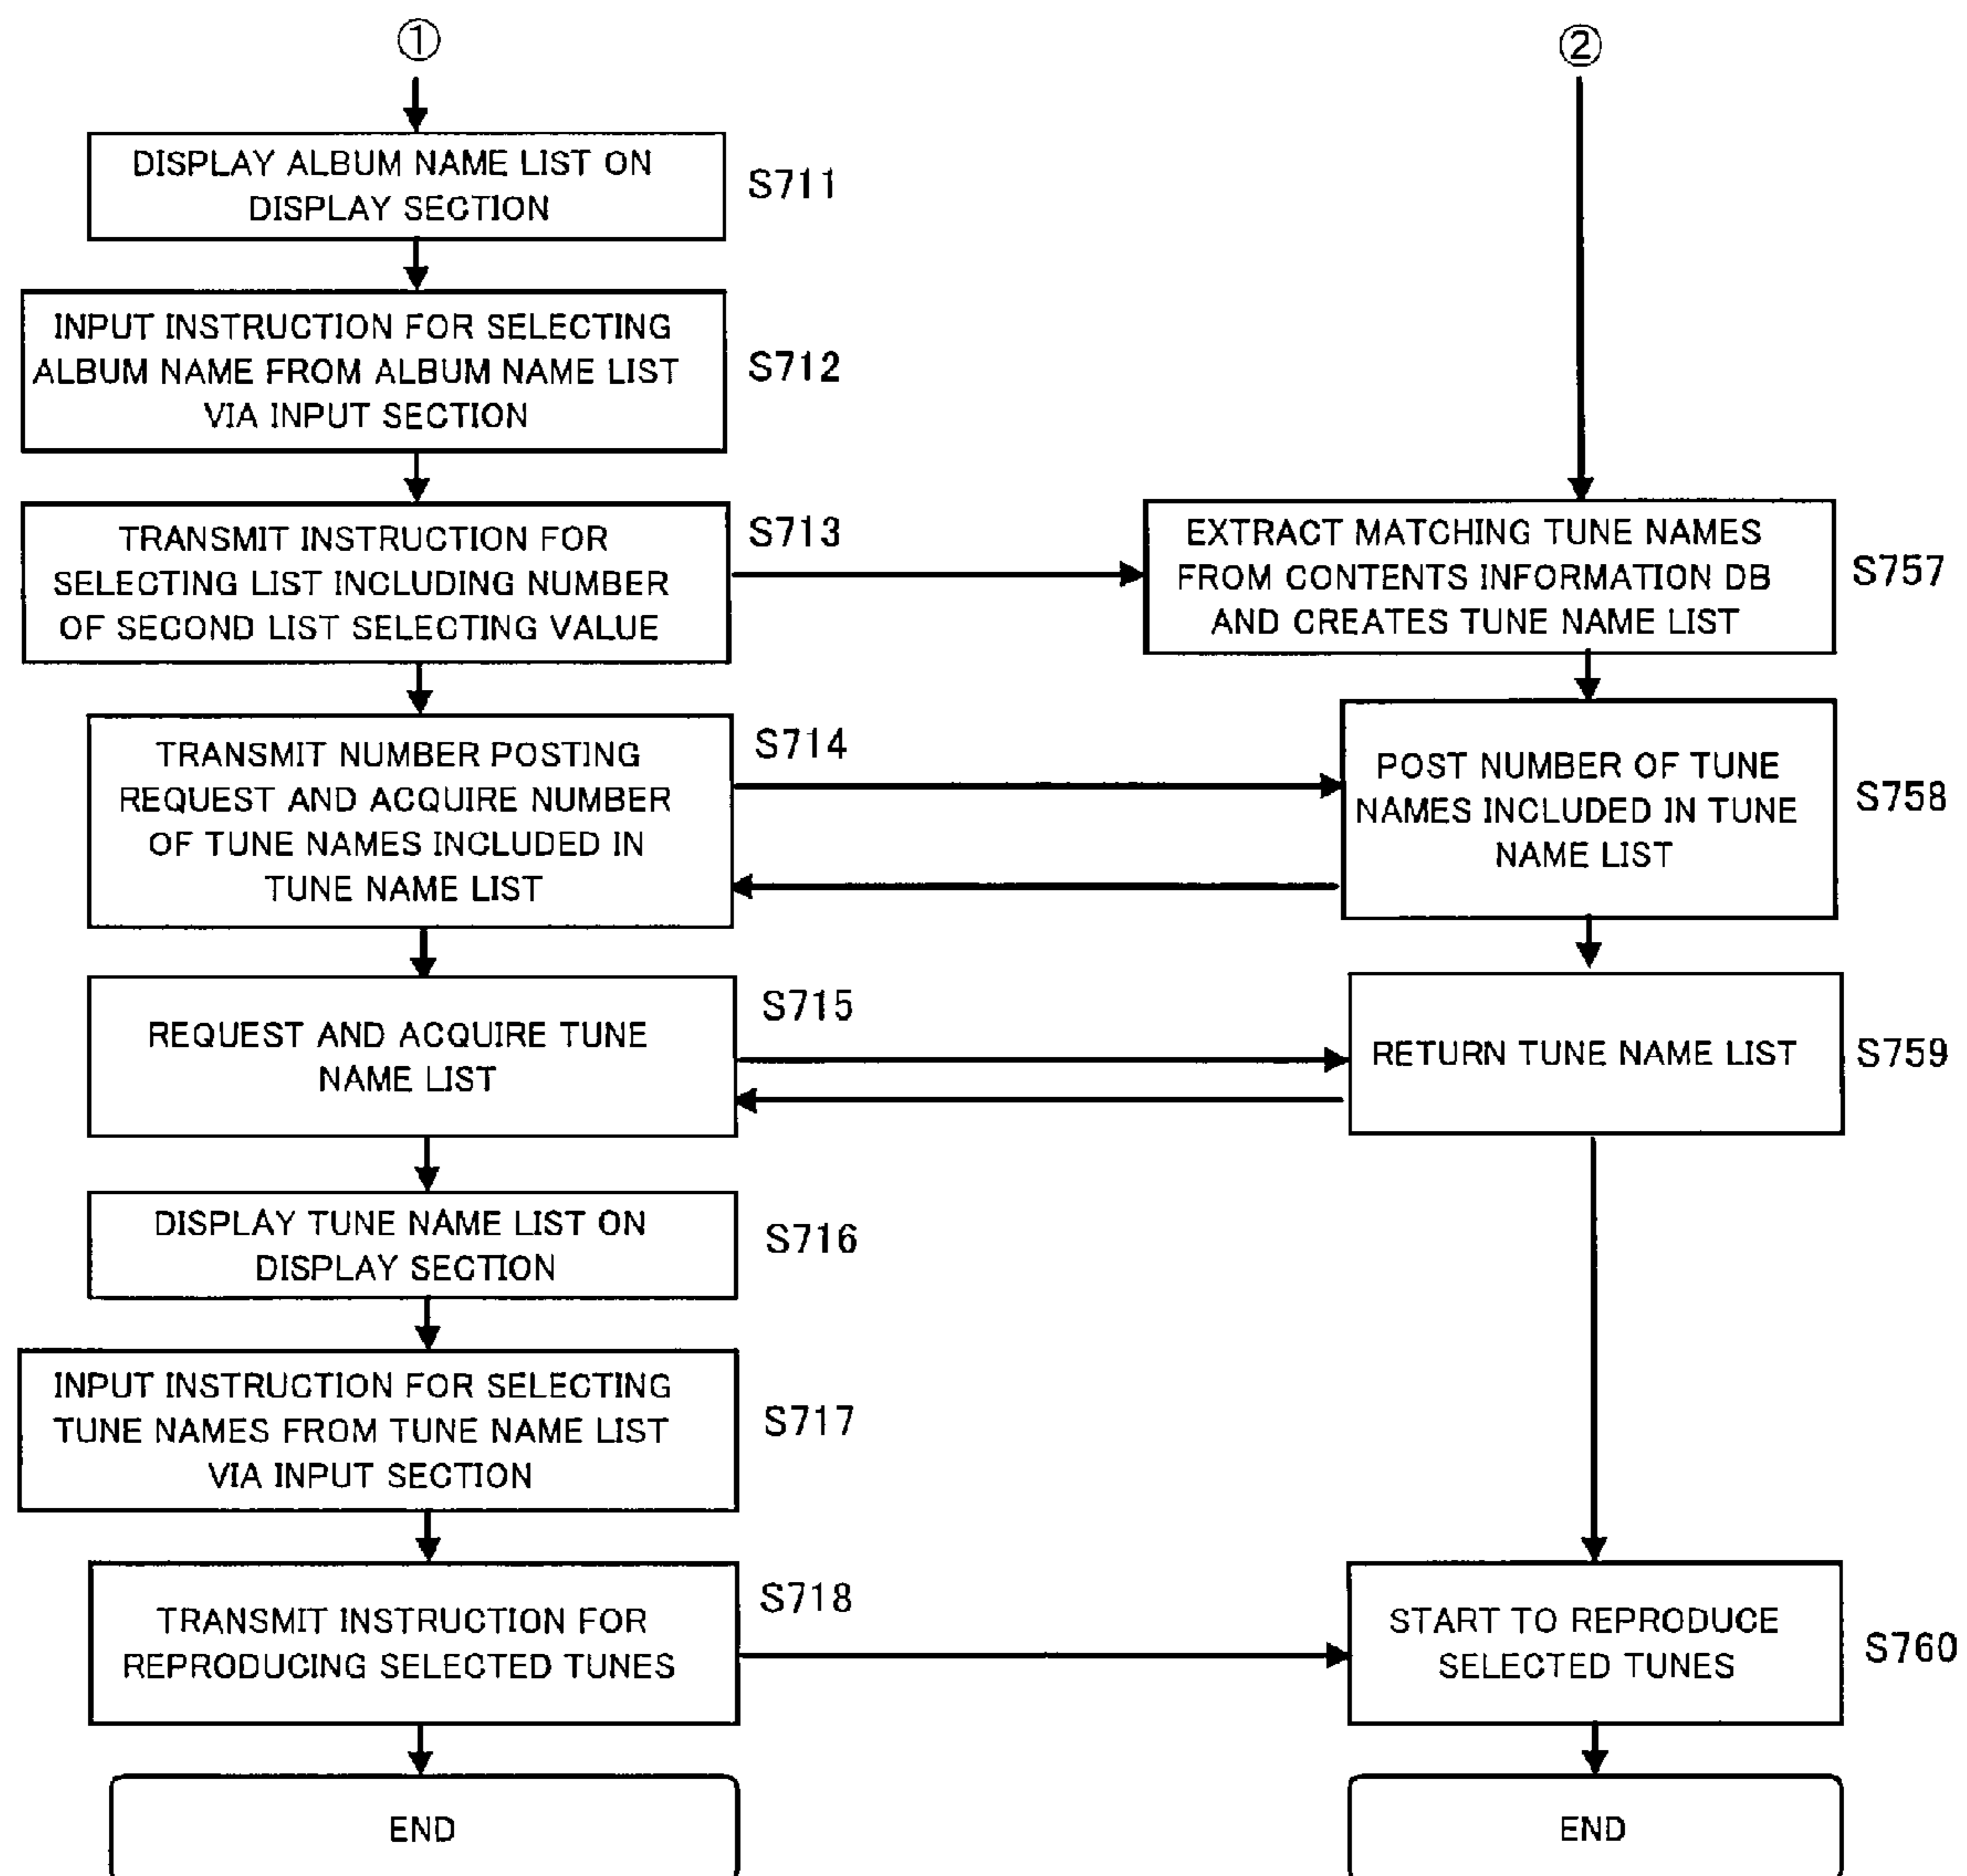 ①
②
DISPLAY ALBUM NAME LIST ON
DISPLAY SECTION
S711
INPUT INSTRUCTION FOR SELECTING
ALBUM NAME FROM ALBUM NAME LIST
VIA INPUT SECTION
S712
TRANSMIT INSTRUCTION FOR
SELECTING LIST INCLUDING NUMBER
OF SECOND LIST SELECTING VALUE
S713
EXTRACT MATCHING TUNE NAMES
FROM CONTENTS INFORMATION DB
AND CREATES TUNE NAME LIST
S757
TRANSMIT NUMBER POSTING
REQUEST AND ACQUIRE NUMBER
OF TUNE NAMES INCLUDED IN
TUNE NAME LIST
S714
POST NUMBER OF TUNE
NAMES INCLUDED IN TUNE
NAME LIST
S758
REQUEST AND ACQUIRE TUNE
NAME LIST
S715
RETURN TUNE NAME LIST
S759
DISPLAY TUNE NAME LIST ON
DISPLAY SECTION
S716
INPUT INSTRUCTION FOR SELECTING
TUNE NAMES FROM TUNE NAME LIST
VIA INPUT SECTION
S717
TRANSMIT INSTRUCTION FOR
REPRODUCING SELECTED TUNES
S718
START TO REPRODUCE
SELECTED TUNES
S760
END
END